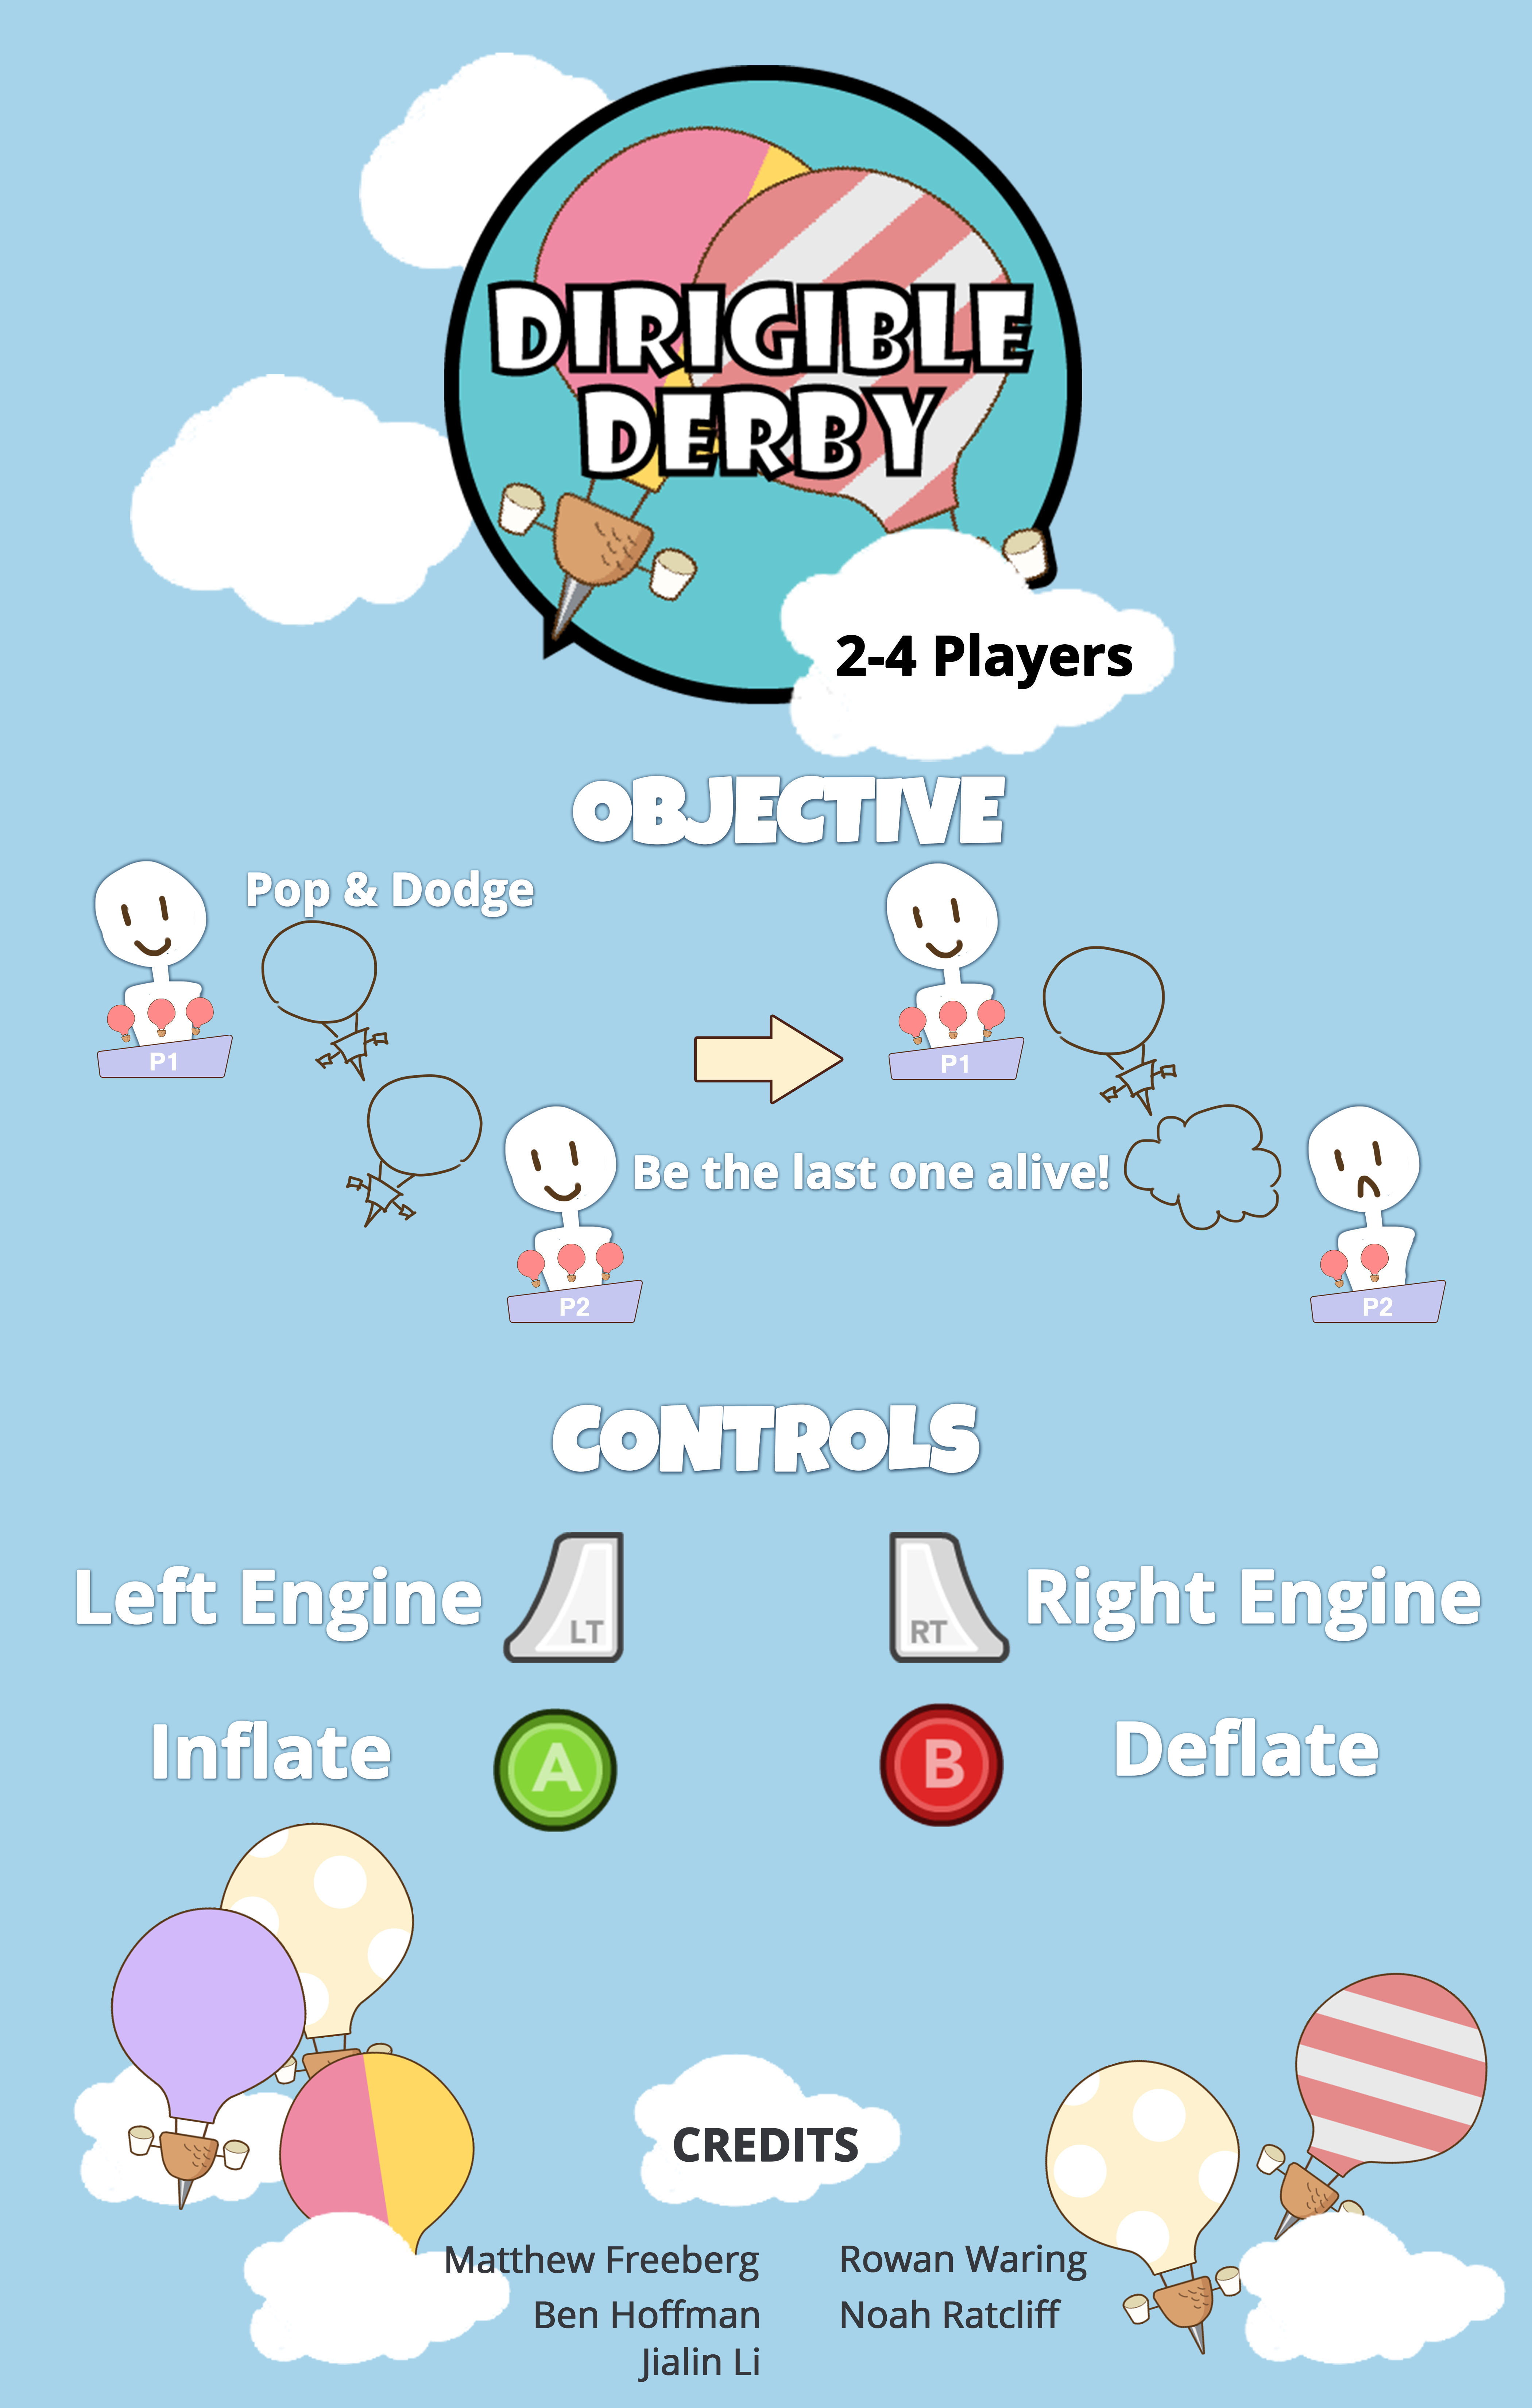 DIRIGIBLE
DERBY
2-4 Players
OBJECTIVE
Pop & Dodge
P1
P1
Be the last one alive!
P2
P2
CONTROLS
Left Engine
LT
RT
Right Engine
Inflate
A
B
Deflate
CREDITS
Matthew Freeberg
Rowan Waring
Ben Hoffman
Noah Ratcliff
Jialin Li